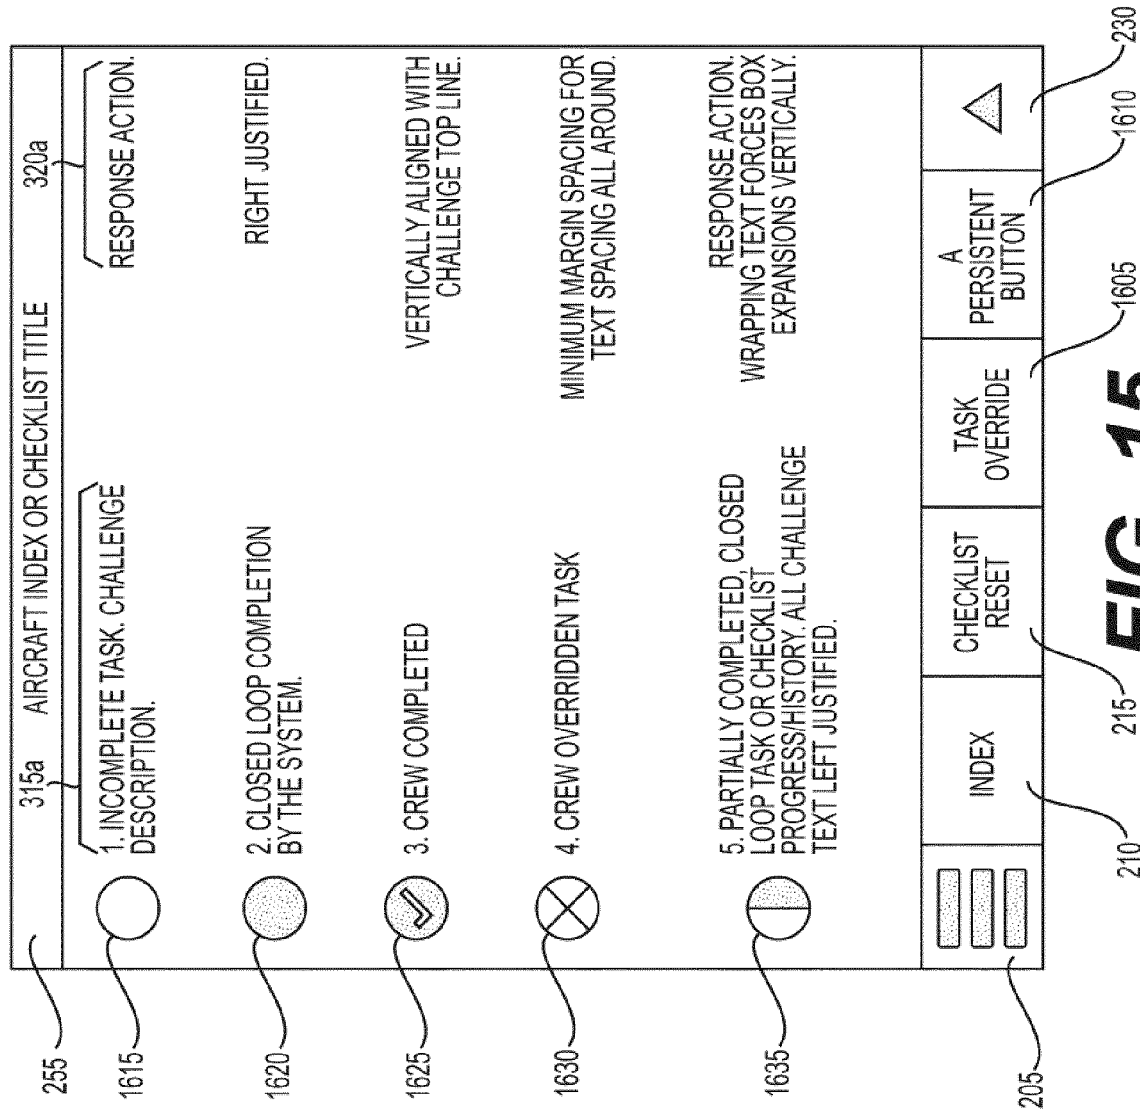 255
315a
AIRCRAFT INDEX OR CHECKLIST TITLE
320a
1615
1. INCOMPLETE TASK. CHALLENGE
DESCRIPTION.
RESPONSE ACTION.
1620
2. CLOSED LOOP COMPLETION
BY THE SYSTEM.
RIGHT JUSTIFIED.
1625
3. CREW COMPLETED
VERTICALLY ALIGNED WITH
CHALLENGE TOP LINE.
1630
4. CREW OVERRIDDEN TASK
MINIMUM MARGIN SPACING FOR
TEXT SPACING ALL AROUND.
1635
5. PARTIALLY COMPLETED, CLOSED
LOOP TASK OR CHECKLIST
PROGRESS/HISTORY. ALL CHALLENGE
TEXT LEFT JUSTIFIED.
RESPONSE ACTION.
WRAPPING TEXT FORCES BOX
EXPANSIONS VERTICALLY.
INDEX
CHECKLIST
RESET
TASK
OVERRIDE
A
PERSISTENT
BUTTON
205
210
215
1605
1610
230
FIG. 15